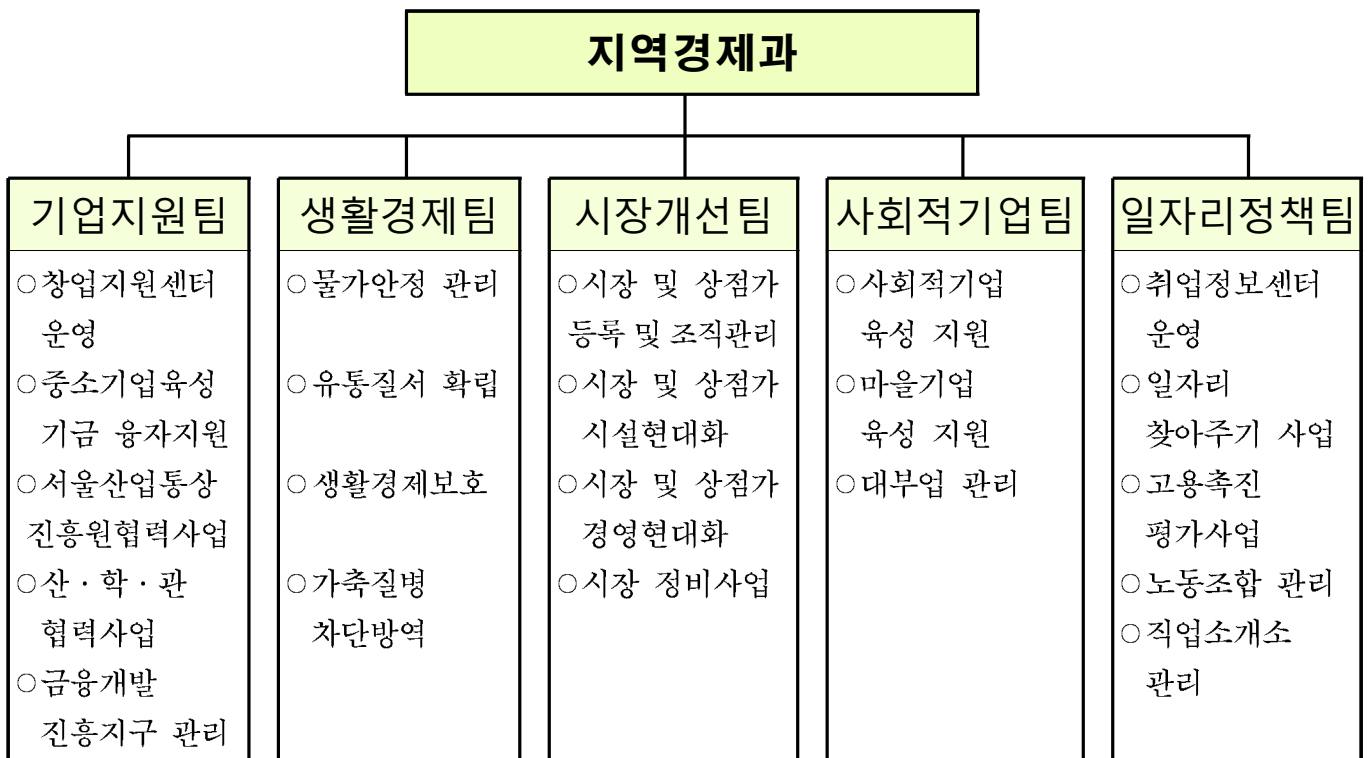 지역경제과
기업지원팀
○창업지원센터
운영
○중소기업육성
기금 융자지원
○서울산업통상
진흥원협력사업
○산·학·관
협력사업
○금융개발
진흥지구 관리
생활경제팀
○물가안정 관리
○유통질서 확립
○생활경제보호
○가축질병
차단방역
시장개선팀
○시장 및 상점가
등록 및 조직관리
○시장 및 상점가
시설현대화
○시장 및 상점가
경영현대화
○시장 정비사업
사회적기업팀
○사회적기업
육성 지원
○마을기업
육성 지원
○대부업 관리
일자리정책팀
○취업정보센터
운영
○일자리
찾아주기 사업
○고용촉진
평가사업
○노동조합 관리
○직업소개소
관리